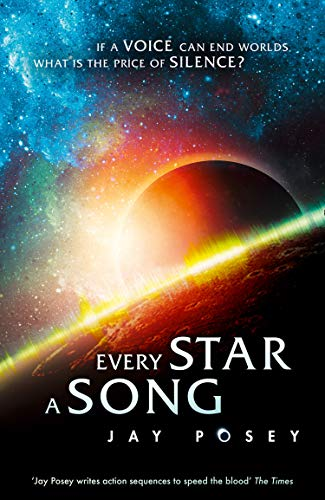 IF A VOICE CAN END WORLDS,
WHAT IS THE PRICE OF SILENCE?
EVERY STAR
A SONG
JAY POSEY
'Jay Posey writes action sequences to speed the blood' The Times